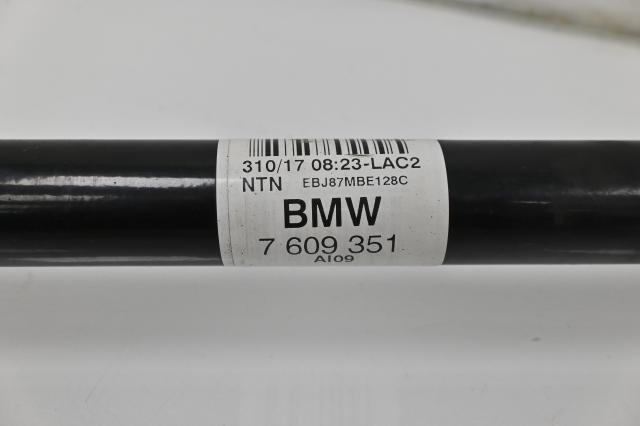 310/17 08:23-LAC2
NTN EBJ87MBE128C
BMW
7 609 351
AI09